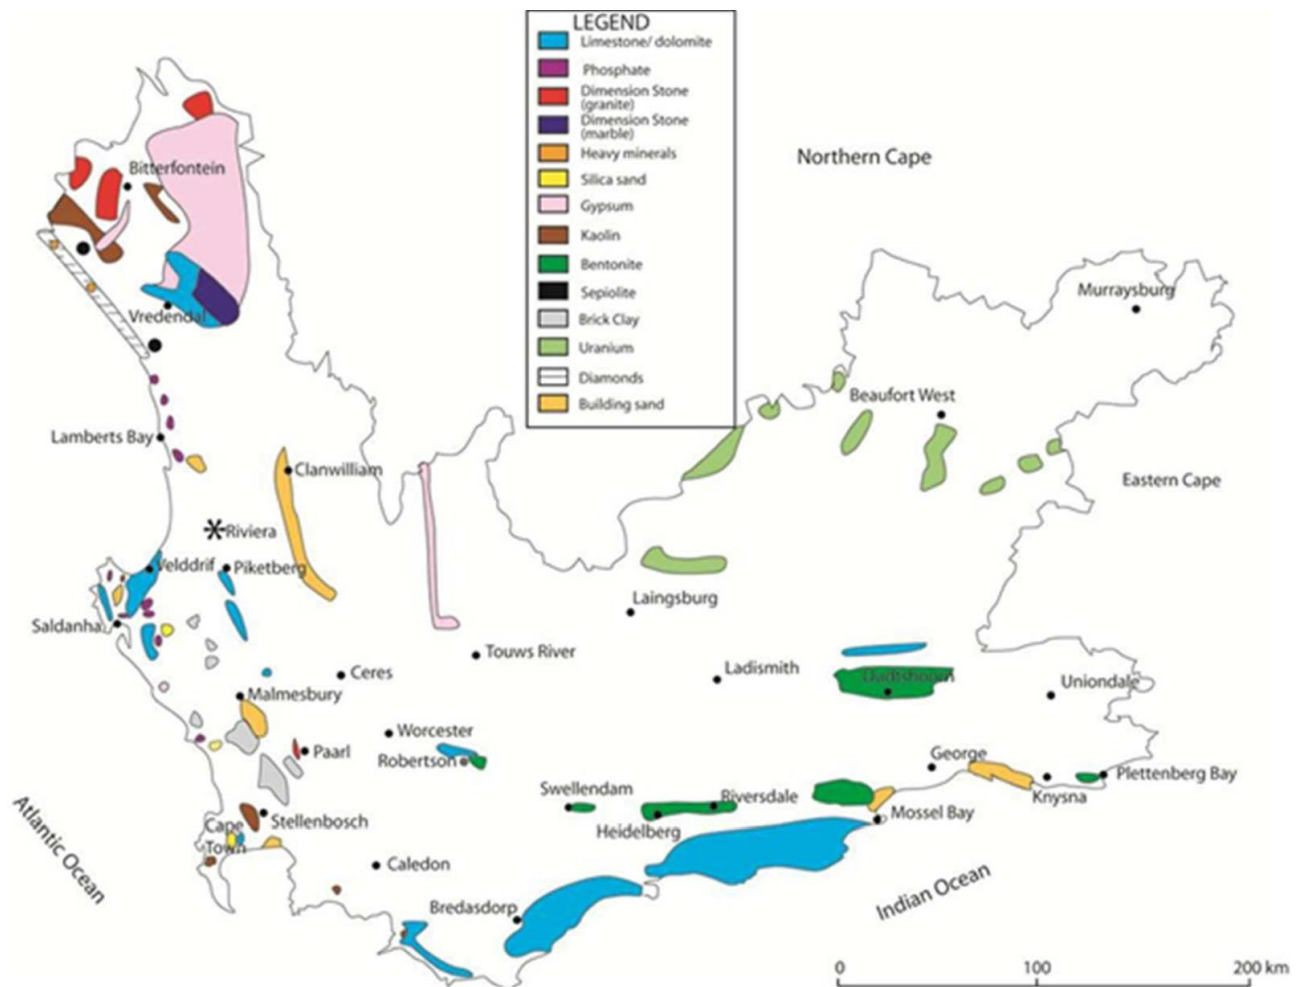 LEGEND
Limestone/ dolomite
Phosphate
Dimension Stone
(granite)
Dimension Stone
(marble)
Heavy minerals
Silica sand
Gypsum
Kaolin
Bentonite
Sepiolite
Brick Clay
Uranium
Diamonds
Building sand
Northern Cape
Bitterfontein
Murraysburg
Vredendal
Beaufort West
Lamberts Bay
Clanwilliam
Eastern Cape
Riviera
Velddrif
Piketberg
Laingsburg
Saldanha
Touws River
Ladismith
Ceres
Oudtshoorn
Uniondale
Malmesbury
Worcester
Paarl
Robertson
George
Plettenberg Bay
Swellendam
Riversdale
Knysna
Mossel Bay
Heidelberg
Stellenbosch
Cape
Town
Atlantic Ocean
Caledon
Indian Ocean
Bredasdorp
0 100 200 km